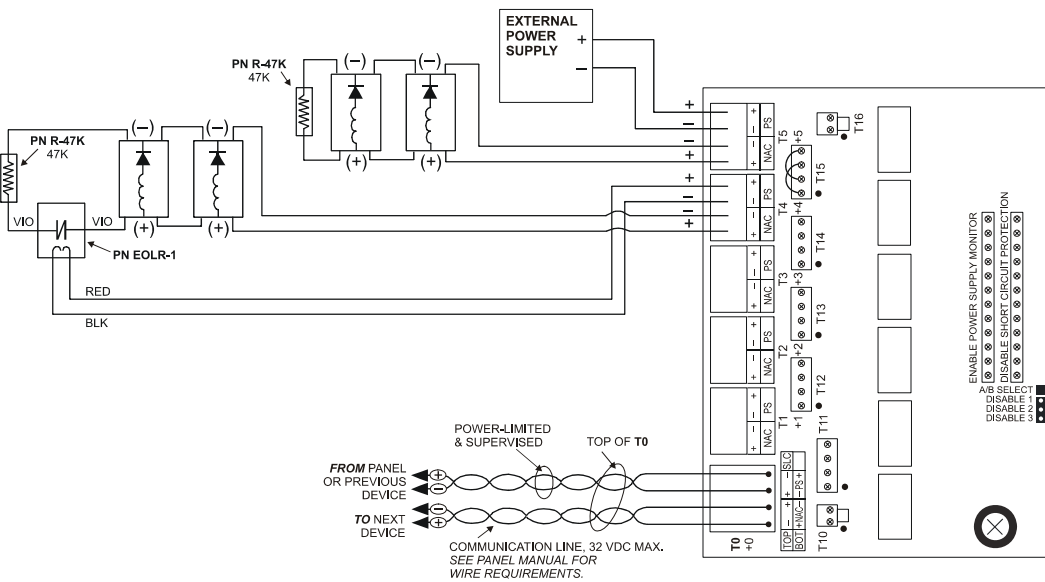 EXTERNAL
POWER
SUPPLY
+
−
PN R-47K
47K
(−)
(−)
(+)
(+)
PN R-47K
47K
(−)
(−)
(+)
(+)
VIO
VIO
PN EOLR-1
RED
BLK
+
−
−
+
+
−
−
+
+ − − +
PS
NAC
T5
+ − − +
PS
NAC
T4
+ − − +
PS
NAC
T3
+ − − +
PS
NAC
T2
+ − − +
PS
NAC
T1
T16
+5
T15
+4
T14
+3
T13
+2
T12
+1
T11
T10
ENABLE POWER SUPPLY MONITOR
DISABLE SHORT CIRCUIT PROTECTION
A/B SELECT
DISABLE 1
DISABLE 2
DISABLE 3
POWER-LIMITED
& SUPERVISED
TOP OF T0
FROM PANEL
OR PREVIOUS
DEVICE
+
−
TO NEXT
DEVICE
−
+
COMMUNICATION LINE, 32 VDC MAX.
SEE PANEL MANUAL FOR
WIRE REQUIREMENTS.
T0
+0
TOP − + + − SLC
BOT +NAC− −PS+